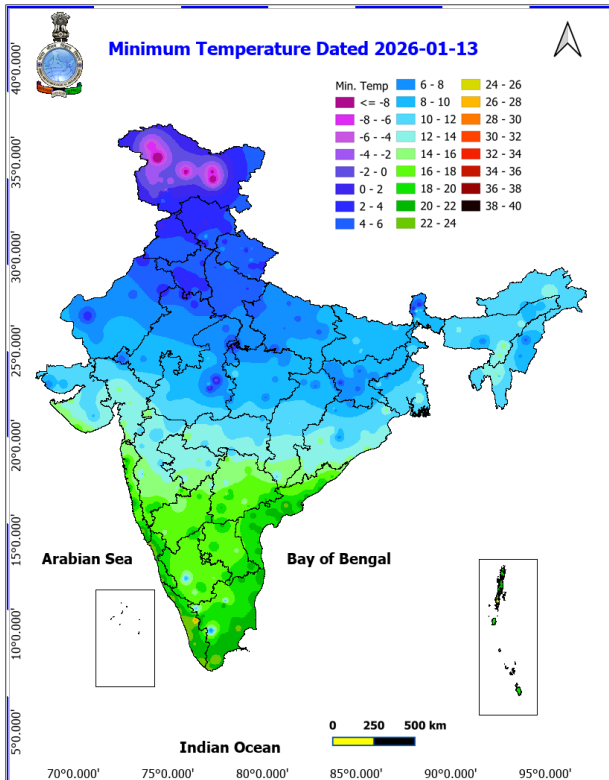 Minimum Temperature Dated 2026-01-13
Min. Temp
<= -8
-8 - -6
-6 - -4
-4 - -2
-2 - 0
0 - 2
2 - 4
4 - 6
6 - 8
8 - 10
10 - 12
12 - 14
14 - 16
16 - 18
18 - 20
20 - 22
22 - 24
24 - 26
26 - 28
28 - 30
30 - 32
32 - 34
34 - 36
36 - 38
38 - 40
40°0.000'
35°0.000'
30°0.000'
25°0.000'
20°0.000'
15°0.000'
10°0.000'
5°0.000'
Arabian Sea
Bay of Bengal
0 250 500 km
Indian Ocean
70°0.000' 75°0.000' 80°0.000' 85°0.000' 90°0.000' 95°0.000'